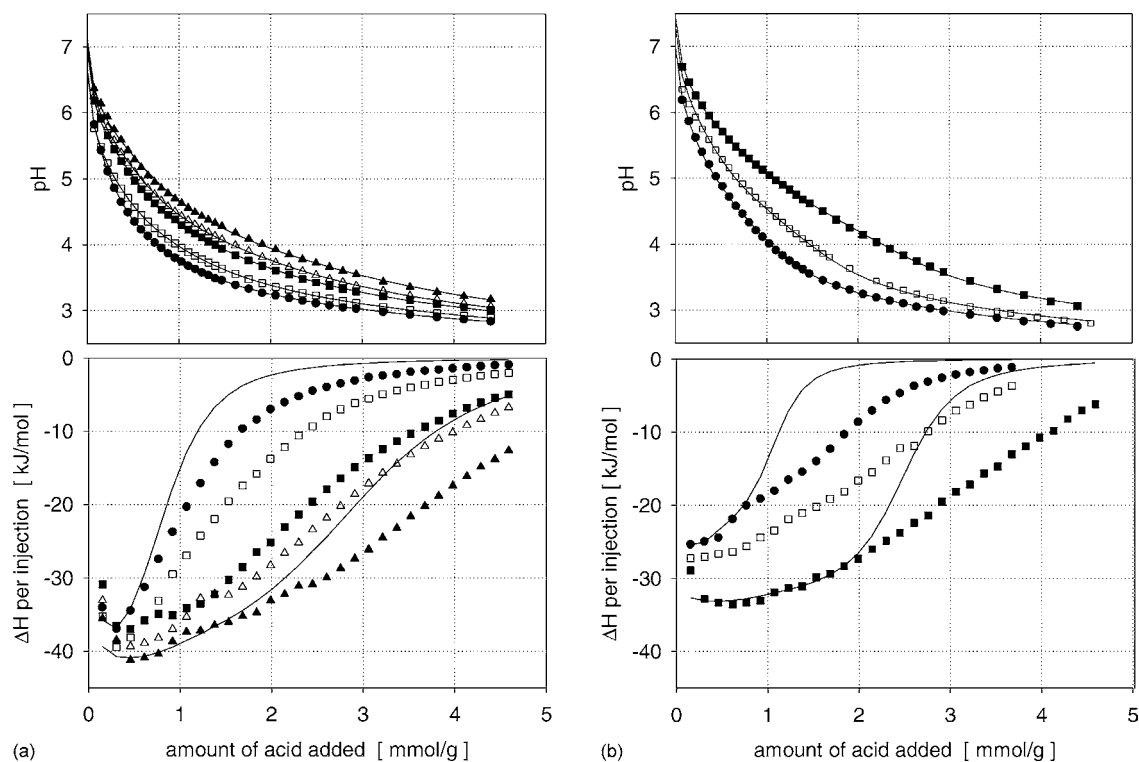 7
6
5
4
3
pH
0
-10
-20
-30
-40
ΔH per injection [ kJ/mol ]
0 1 2 3 4 5
(a) amount of acid added [ mmol/g ]
7
6
5
4
3
pH
0
-10
-20
-30
-40
ΔH per injection [ kJ/mol ]
0 1 2 3 4 5
(b) amount of acid added [ mmol/g ]